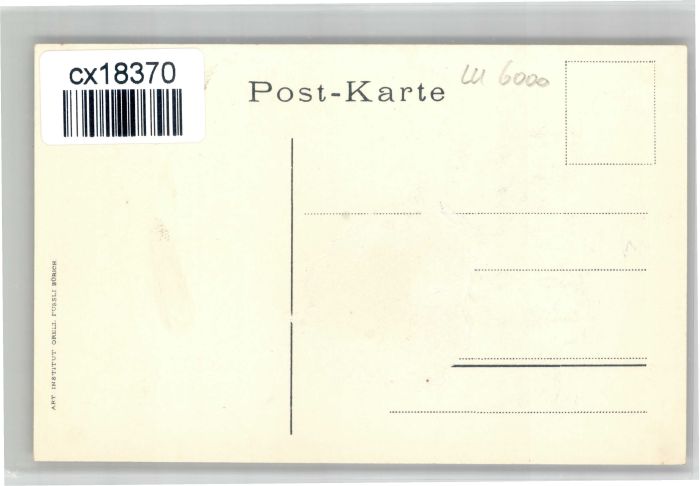 cx18370
Post-Karte
LU 6000
ART. INSTITUT ORELL FÜSSLI ZÜRICH